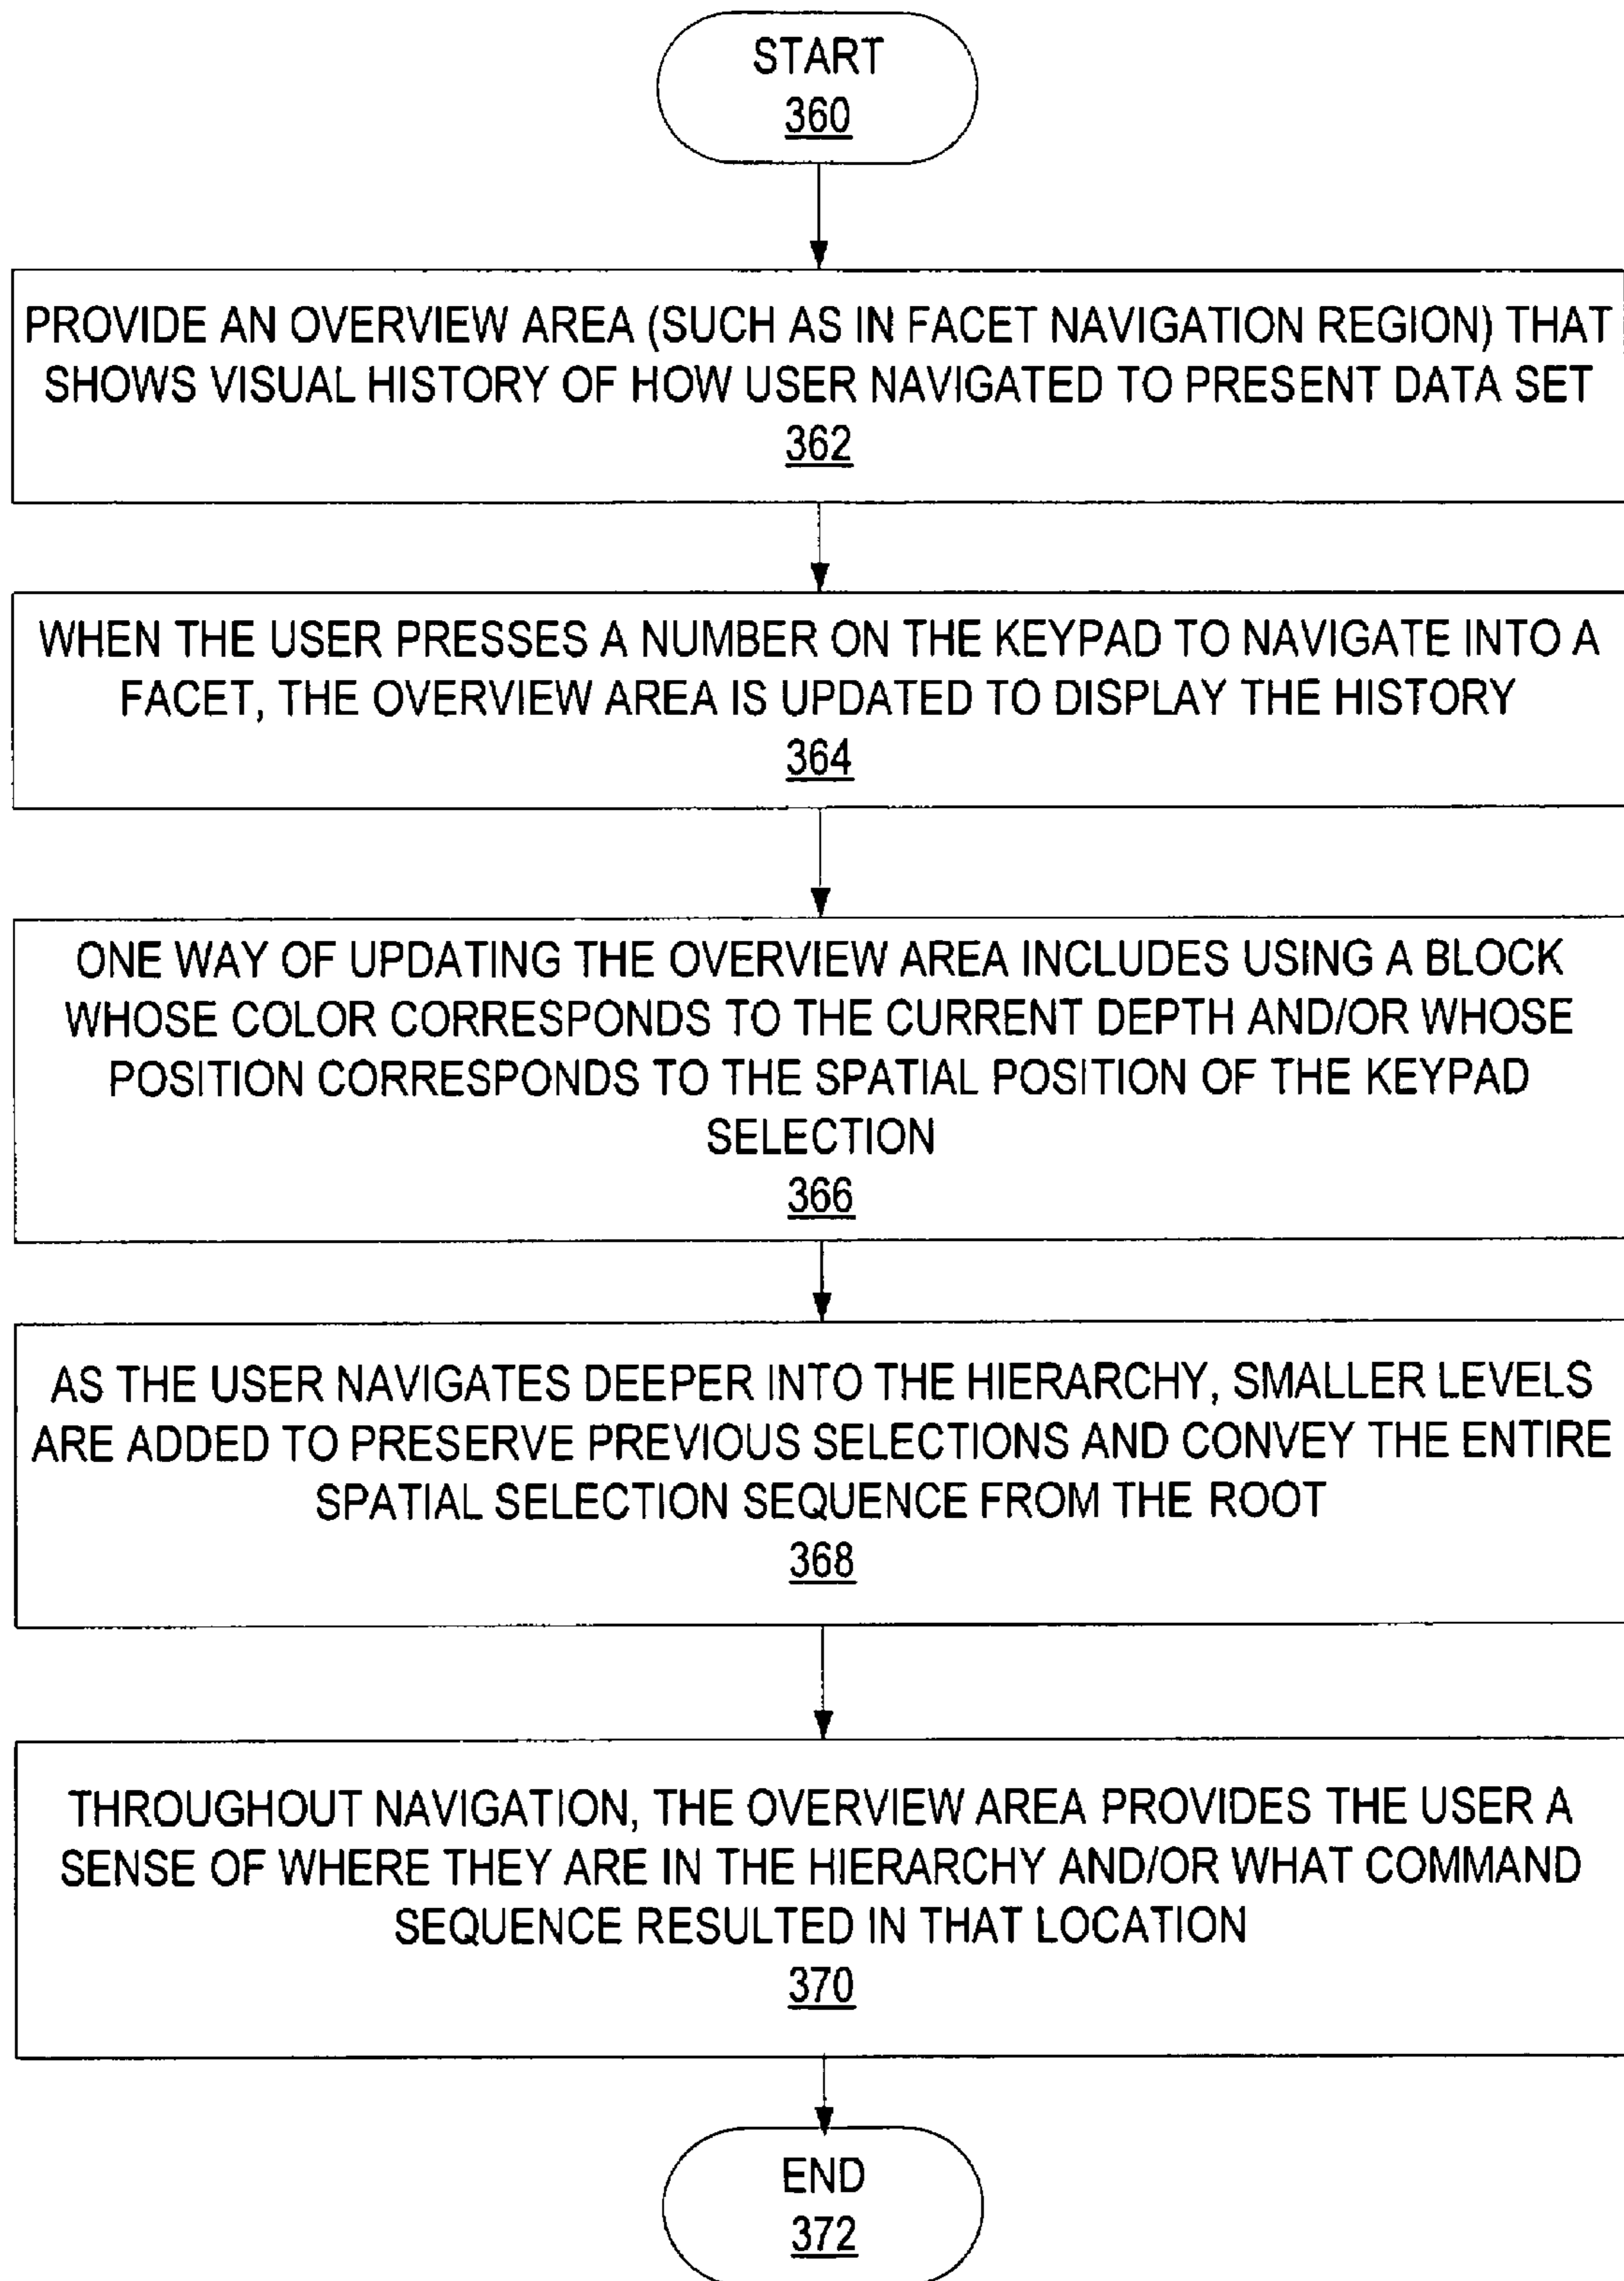 START
360
PROVIDE AN OVERVIEW AREA (SUCH AS IN FACET NAVIGATION REGION) THAT
SHOWS VISUAL HISTORY OF HOW USER NAVIGATED TO PRESENT DATA SET
362
WHEN THE USER PRESSES A NUMBER ON THE KEYPAD TO NAVIGATE INTO A
FACET, THE OVERVIEW AREA IS UPDATED TO DISPLAY THE HISTORY
364
ONE WAY OF UPDATING THE OVERVIEW AREA INCLUDES USING A BLOCK
WHOSE COLOR CORRESPONDS TO THE CURRENT DEPTH AND/OR WHOSE
POSITION CORRESPONDS TO THE SPATIAL POSITION OF THE KEYPAD
SELECTION
366
AS THE USER NAVIGATES DEEPER INTO THE HIERARCHY, SMALLER LEVELS
ARE ADDED TO PRESERVE PREVIOUS SELECTIONS AND CONVEY THE ENTIRE
SPATIAL SELECTION SEQUENCE FROM THE ROOT
368
THROUGHOUT NAVIGATION, THE OVERVIEW AREA PROVIDES THE USER A
SENSE OF WHERE THEY ARE IN THE HIERARCHY AND/OR WHAT COMMAND
SEQUENCE RESULTED IN THAT LOCATION
370
END
372